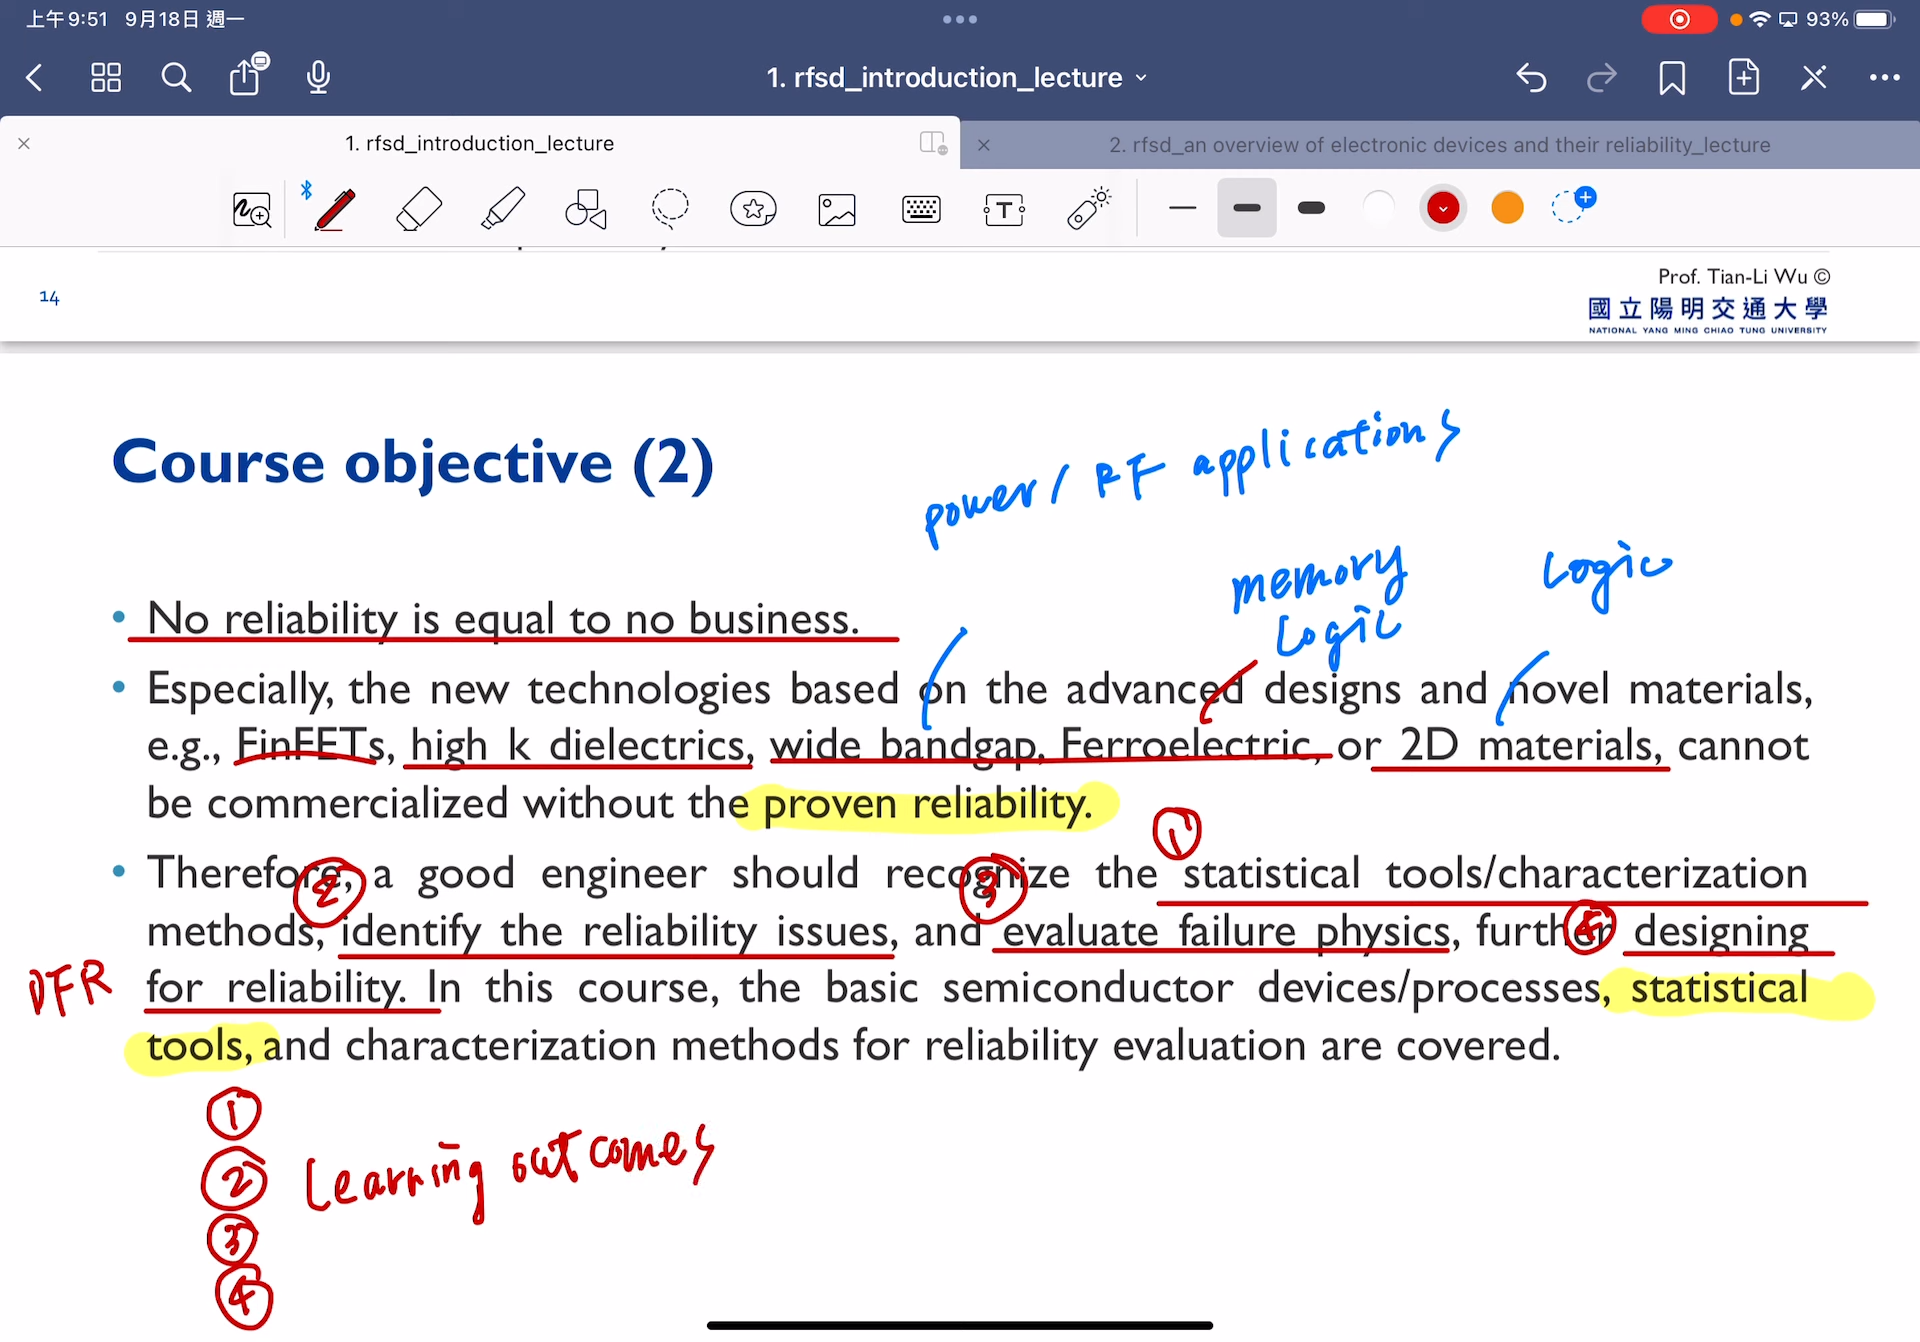 上午9:51 9月18日 週一
93%
1. rfsd_introduction_lecture
1. rfsd_introduction_lecture
2. rfsd_an overview of electronic devices and their reliability_lecture
T
14
Prof. Tian-Li Wu ©
國立陽明交通大學
NATIONAL YANG MING CHIAO TUNG UNIVERSITY
Course objective (2)
power/ RF applications
memory
Logic
Logic
• No reliability is equal to no business.
• Especially, the new technologies based on the advanced designs and novel materials,
e.g., FinFETs, high k dielectrics, wide bandgap, Ferroelectric, or 2D materials, cannot
be commercialized without the proven reliability.
①
• Therefore, a good engineer should recognize the statistical tools/characterization
② ③
methods, identify the reliability issues, and evaluate failure physics, further designing
④
DFR
for reliability. In this course, the basic semiconductor devices/processes, statistical
tools, and characterization methods for reliability evaluation are covered.
①
②
Learning outcomes
③
④